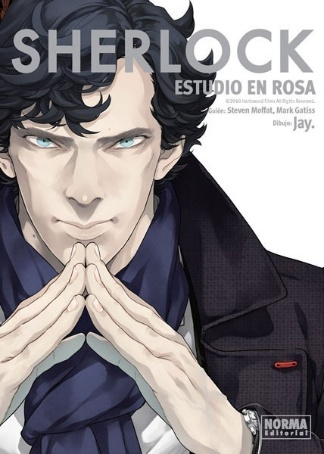 SHERLOCK
ESTUDIO EN ROSA
©2010 Hartswood Films All Rights Reserved.
Guión: Steven Moffat, Mark Gatiss
Dibujo: Jay.
NORMA
Editorial